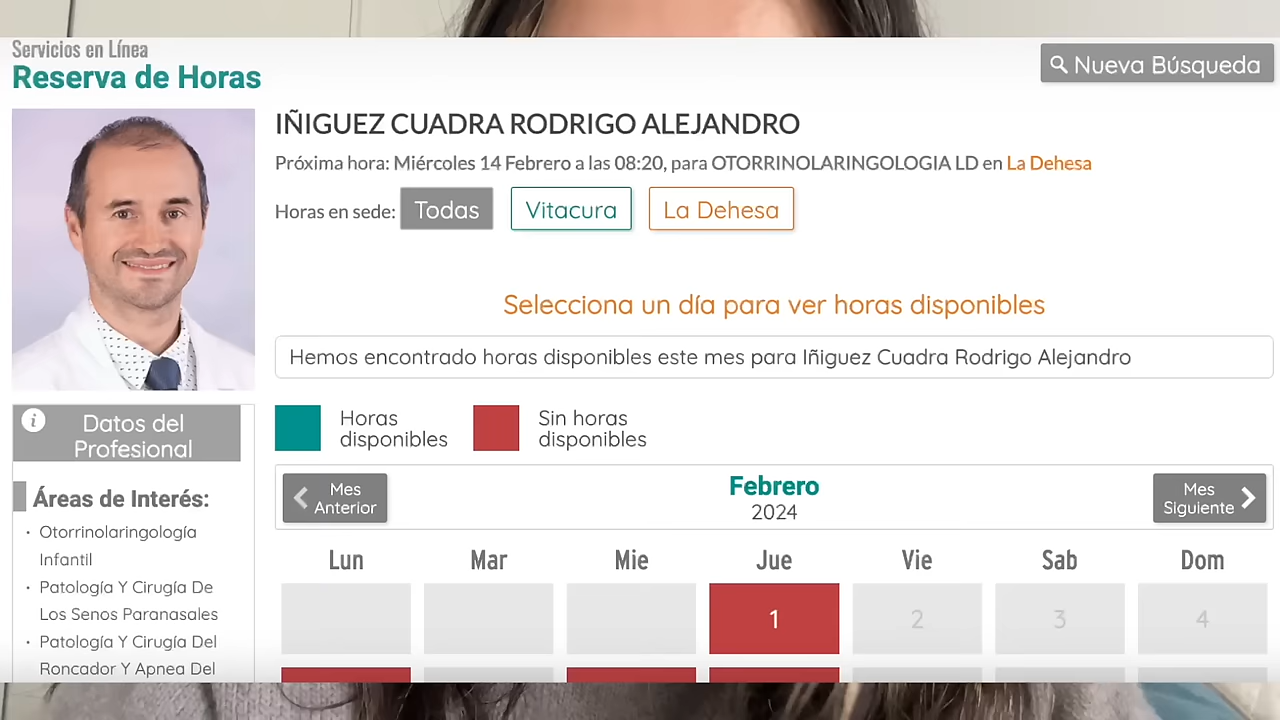 Servicios en Línea
Reserva de Horas
Nueva Búsqueda
IÑIGUEZ CUADRA RODRIGO ALEJANDRO
Próxima hora: Miércoles 14 Febrero a las 08:20, para OTORRINOLARINGOLOGIA LD en La Dehesa
Horas en sede: Todas Vitacura La Dehesa
Selecciona un día para ver horas disponibles
Hemos encontrado horas disponibles este mes para Iñiguez Cuadra Rodrigo Alejandro
Horas
disponibles
Sin horas
disponibles
Datos del
Profesional
Áreas de Interés:
· Otorrinolaringología
Infantil
· Patología Y Cirugía De
Los Senos Paranasales
· Patología Y Cirugía Del
Roncador Y Apnea Del
Mes
Anterior
Febrero
2024
Mes
Siguiente
Lun Mar Mie Jue Vie Sab Dom
1 2 3 4